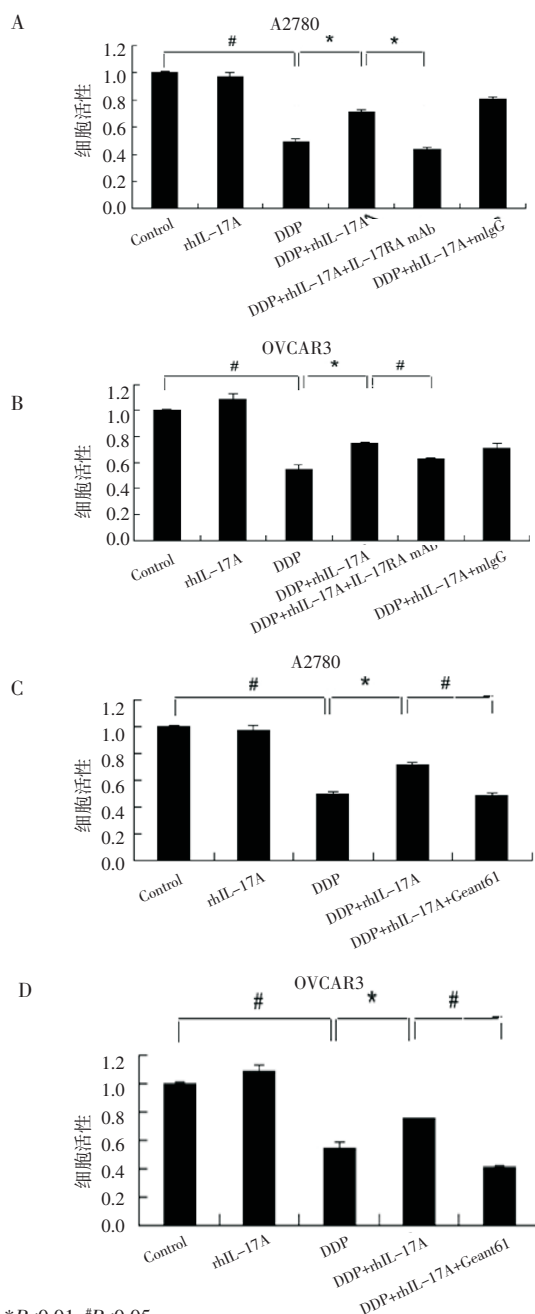 A
A2780
# * *
1.2
1.0
0.8
0.6
0.4
0.2
0.0
细胞活性
Control
rhIL-17A
DDP
DDP+rhIL-17A
DDP+rhIL-17A+IL-17RA mAb
DDP+rhIL-17A+mIgG
OVCAR3
B
# * #
1.2
1.0
0.8
0.6
0.4
0.2
0.0
细胞活性
Control
rhIL-17A
DDP
DDP+rhIL-17A
DDP+rhIL-17A+IL-17RA mAb
DDP+rhIL-17A+mIgG
A2780
C
# * #
1.2
1.0
0.8
0.6
0.4
0.2
0.0
细胞活性
Control
rhIL-17A
DDP
DDP+rhIL-17A
DDP+rhIL-17A+Geant61
D
OVCAR3
# * #
1.2
1.0
0.8
0.6
0.4
0.2
0.0
细胞活性
Control
rhIL-17A
DDP
DDP+rhIL-17A
DDP+rhIL-17A+Geant61